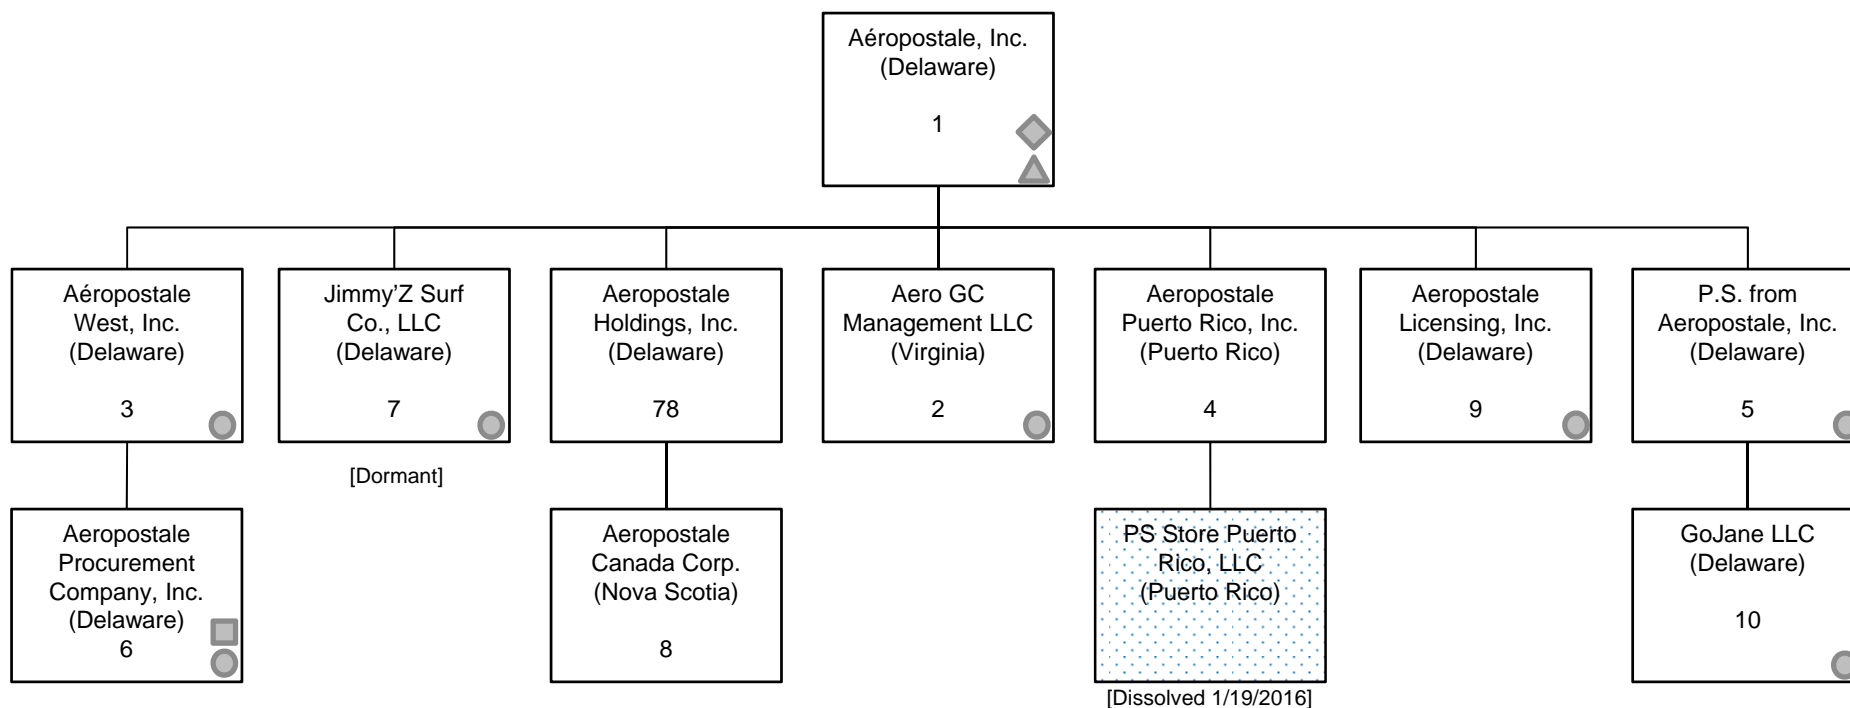 Aéropostale, Inc.
(Delaware)
1
Aéropostale
West, Inc.
(Delaware)
3
Jimmy’Z Surf
Co., LLC
(Delaware)
7
[Dormant]
Aeropostale
Holdings, Inc.
(Delaware)
78
Aero GC
Management LLC
(Virginia)
2
Aeropostale
Puerto Rico, Inc.
(Puerto Rico)
4
Aeropostale
Licensing, Inc.
(Delaware)
9
P.S. from
Aeropostale, Inc.
(Delaware)
5
Aeropostale
Procurement
Company, Inc.
(Delaware)
6
Aeropostale
Canada Corp.
(Nova Scotia)
8
PS Store Puerto
Rico, LLC
(Puerto Rico)
[Dissolved 1/19/2016]
GoJane LLC
(Delaware)
10